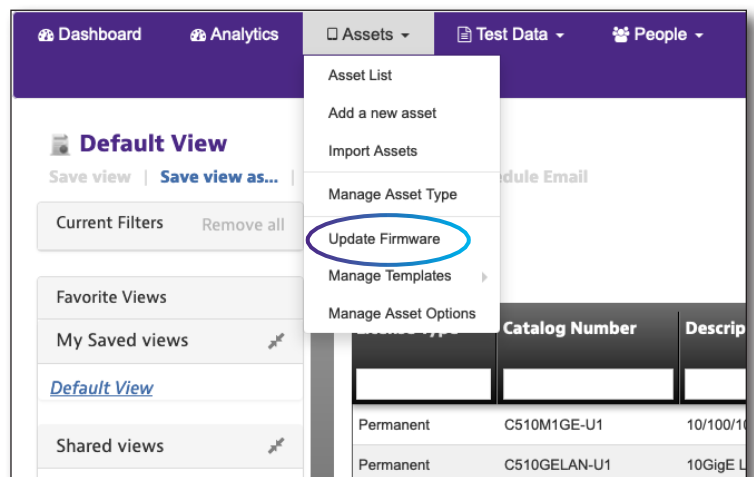 Dashboard Analytics Assets Test Data People
Asset List
Add a new asset
Import Assets
Manage Asset Type
Update Firmware
Manage Templates
Manage Asset Options
Default View
Save view | Save view as... |
Email
Current Filters Remove all
Favorite Views
My Saved views
Default View
Shared views
Catalog Number Descrip
Permanent C510M1GE-U1 10/100/10
Permanent C510GELAN-U1 10GigE L